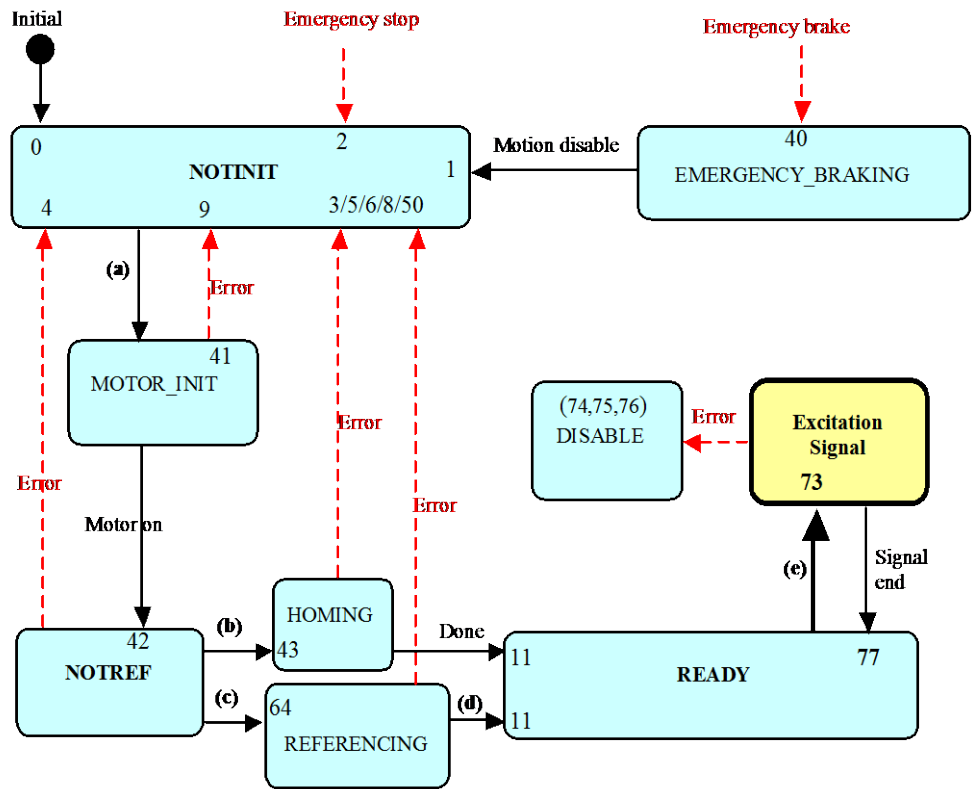 Initial
Emergency stop
Emergency brake
0
2
NOTINIT
1
4
9
3/5/6/8/50
Motion disable
40
EMERGENCY_BRAKING
(a)
Error
41
MOTOR_INIT
Error
(74,75,76)
DISABLE
Error
Excitation
Signal
73
Error
Error
Motor on
(e)
Signal
end
42
NOTREF
(b)
HOMING
43
Done
11
READY
77
(c)
64
REFERENCING
(d)
11